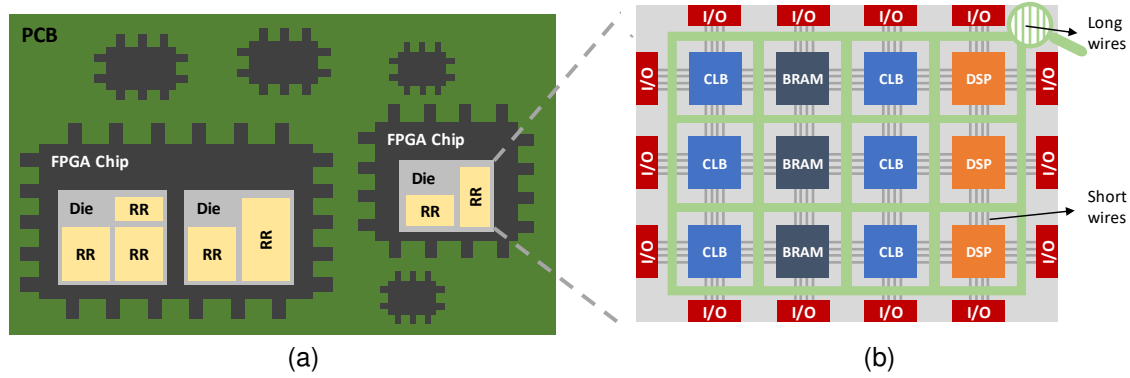 PCB
FPGA Chip
Die
RR
RR
RR
Die
RR
RR
FPGA Chip
Die
RR
RR
(a)
I/O
I/O
I/O
I/O
Long
wires
I/O
CLB
BRAM
CLB
DSP
I/O
I/O
CLB
BRAM
CLB
DSP
I/O
Short
wires
I/O
CLB
BRAM
CLB
DSP
I/O
I/O
I/O
I/O
I/O
(b)